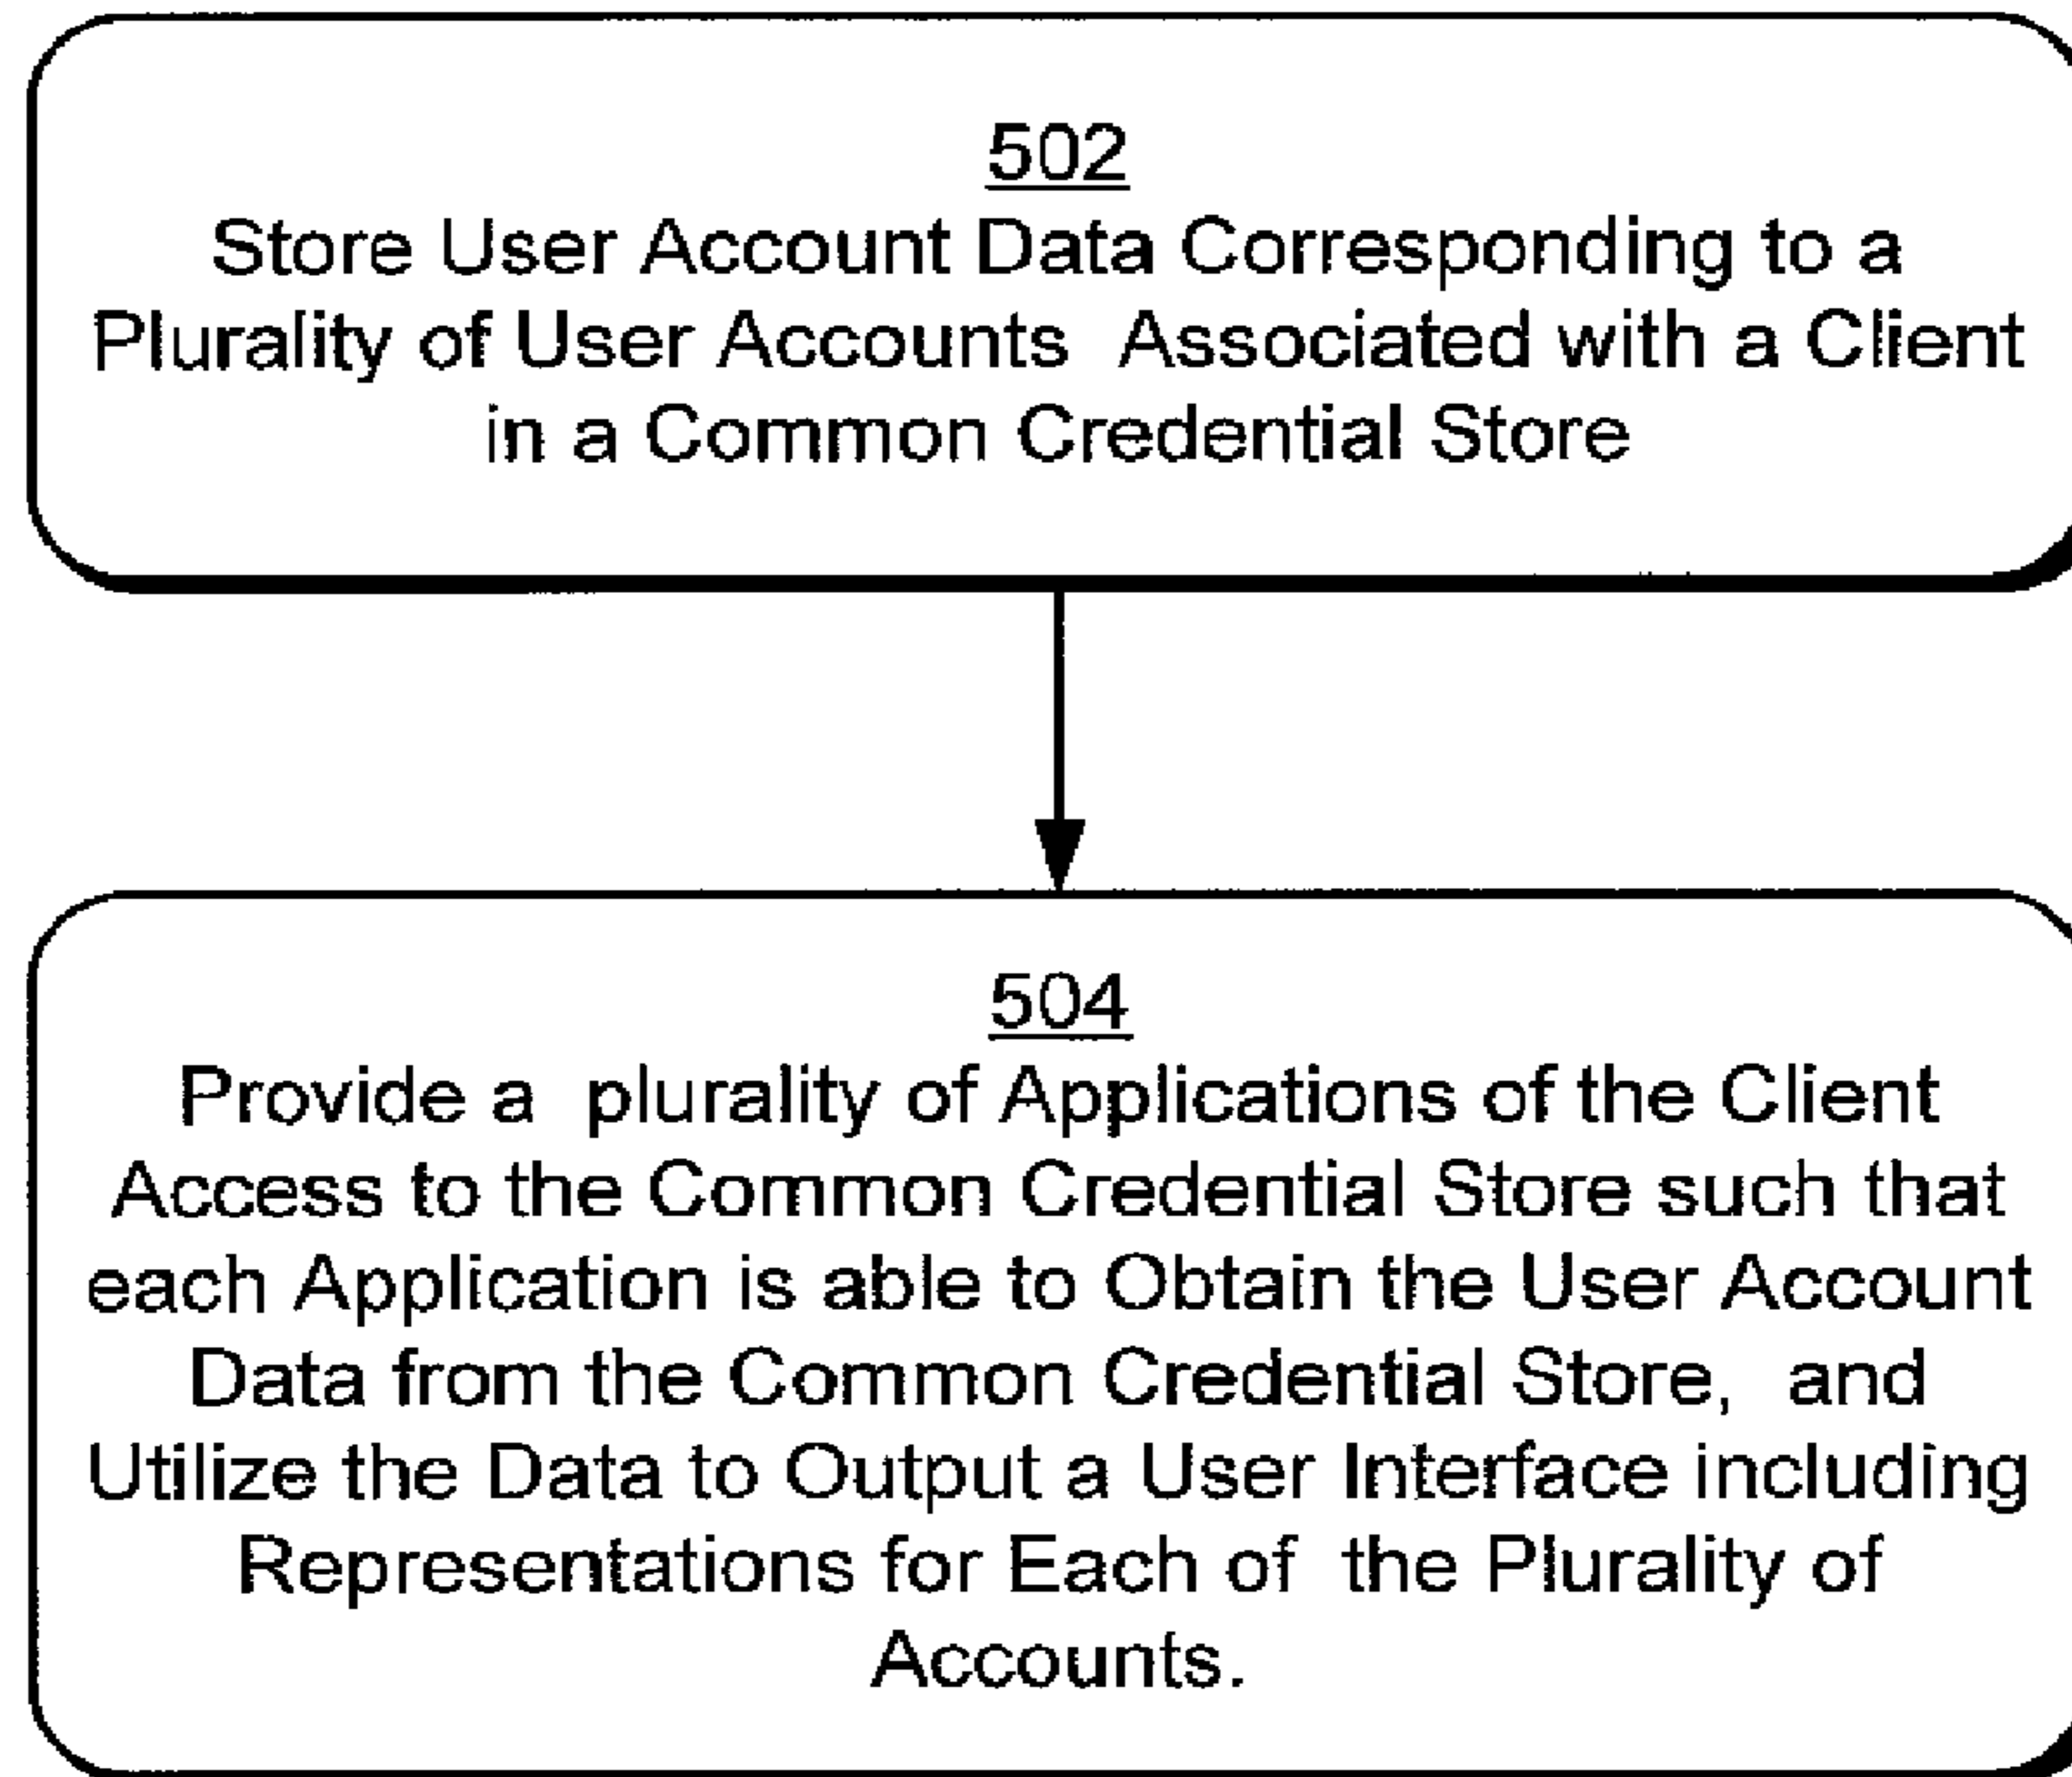 502
Store User Account Data Corresponding to a
Plurality of User Accounts Associated with a Client
in a Common Credential Store
504
Provide a plurality of Applications of the Client
Access to the Common Credential Store such that
each Application is able to Obtain the User Account
Data from the Common Credential Store, and
Utilize the Data to Output a User Interface including
Representations for Each of the Plurality of
Accounts.